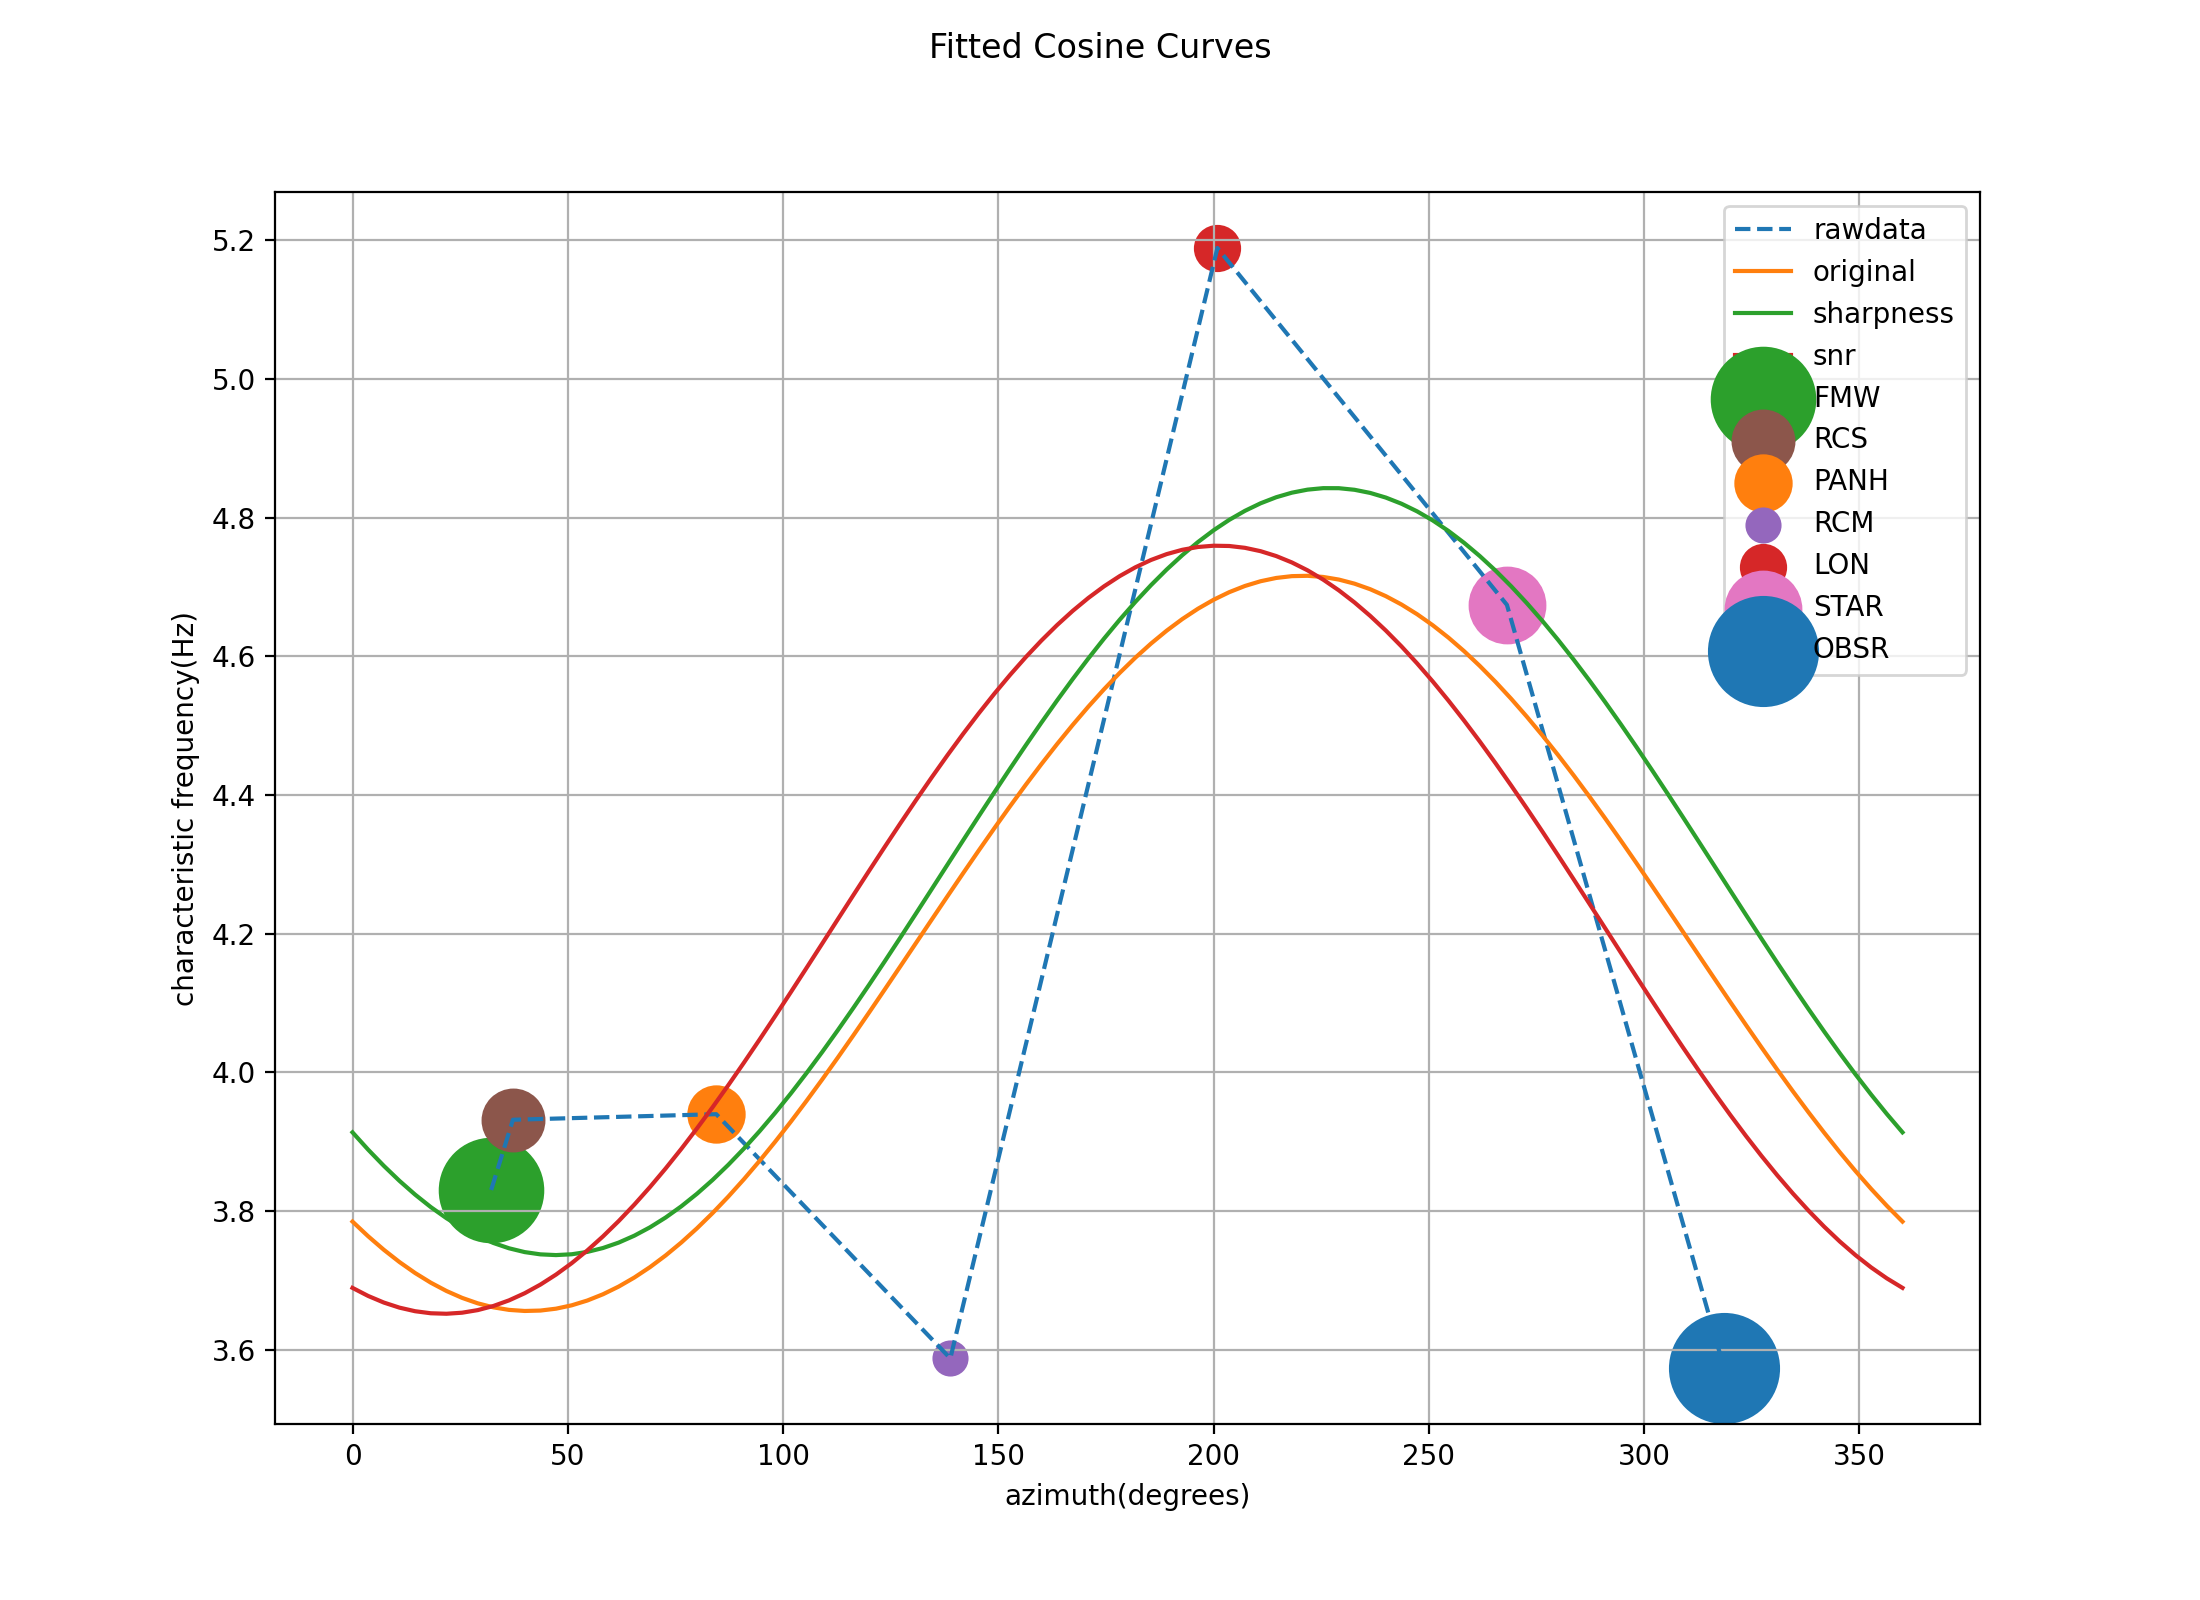 Fitted Cosine Curves
5.2
5.0
4.8
4.6
4.4
4.2
4.0
3.8
3.6
characteristic frequency(Hz)
0 50 100 150 200 250 300 350
azimuth(degrees)
rawdata
original
sharpness
snr
FMW
RCS
PANH
RCM
LON
STAR
OBSR